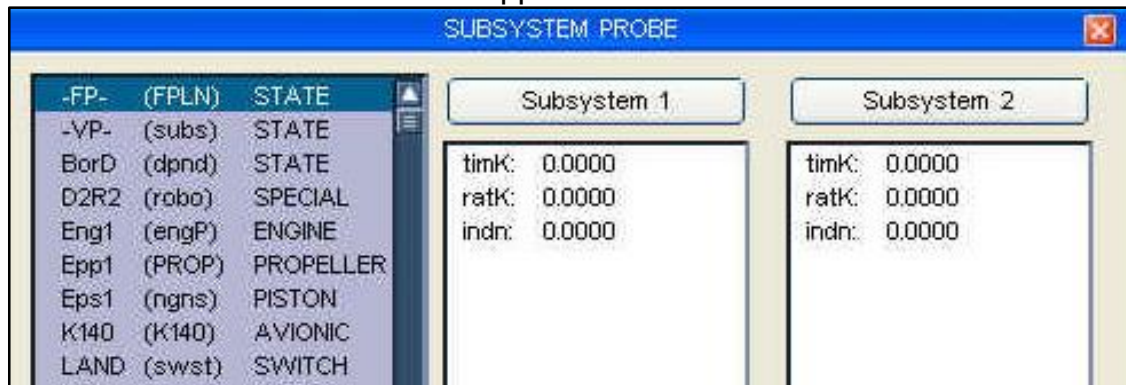 SUBSYSTEM PROBE
-FP- (FPLN) STATE
-VP- (subs) STATE
BorD (dpnd) STATE
D2R2 (robo) SPECIAL
Eng1 (engP) ENGINE
Epp1 (PROP) PROPELLER
Eps1 (ngns) PISTON
K140 (K140) AVIONIC
LAND (swst) SWITCH
Subsystem 1
timK: 0.0000
ratK: 0.0000
indn: 0.0000
Subsystem 2
timK: 0.0000
ratK: 0.0000
indn: 0.0000